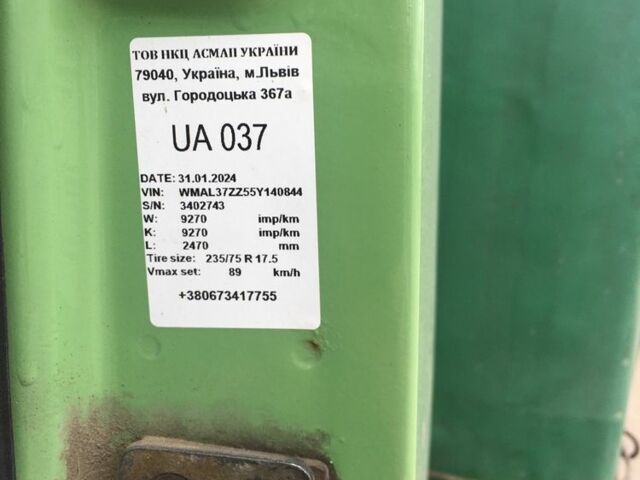 ТОВ НКЦ АСМАП УКРАЇНИ
79040, Україна, м.Львів
вул. Городоцька 367а
UA 037
DATE: 31.01.2024
VIN: WMAL37ZZ55Y140844
S/N: 3402743
W: 9270 imp/km
K: 9270 imp/km
L: 2470 mm
Tire size: 235/75 R 17.5
Vmax set: 89 km/h
+380673417755